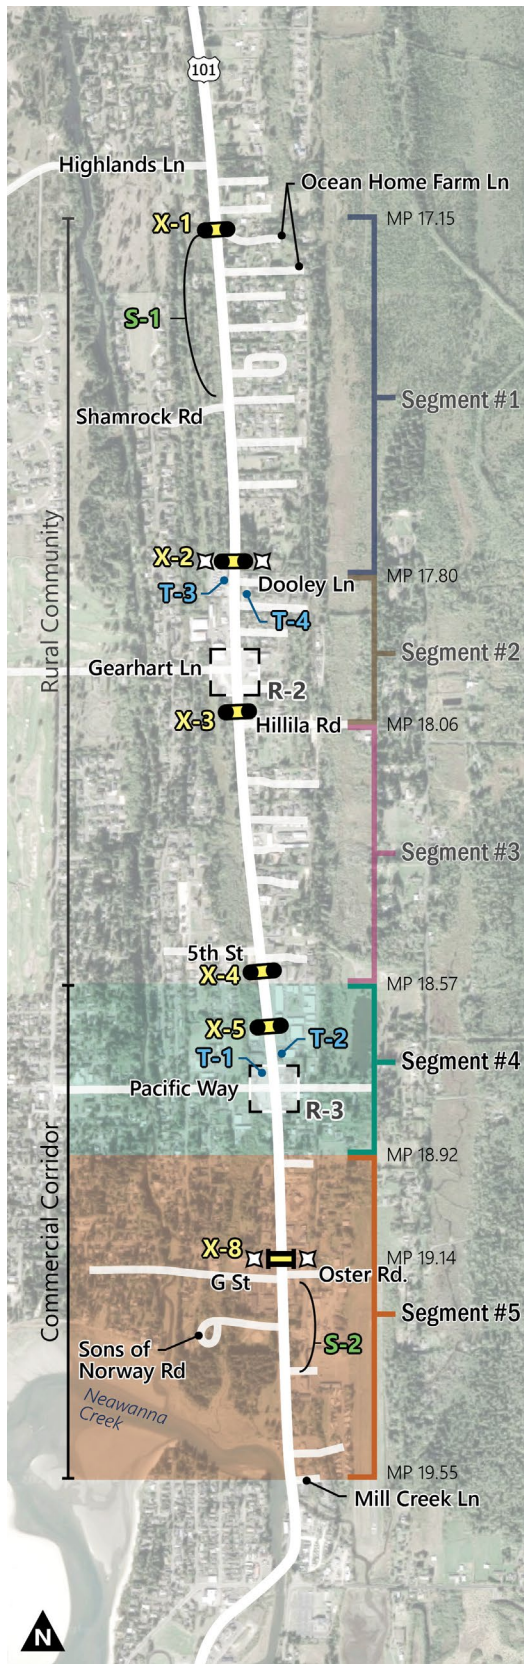 101
Highlands Ln
Ocean Home Farm Ln
X-1
MP 17.15
S-1
Segment #1
Shamrock Rd
Rural Community
X-2
MP 17.80
T-3
Dooley Ln
T-4
Segment #2
Gearhart Ln
R-2
X-3
Hillila Rd
MP 18.06
Segment #3
5th St
X-4
MP 18.57
X-5
T-2
T-1
Segment #4
Pacific Way
R-3
Commercial Corridor
MP 18.92
X-8
MP 19.14
Oster Rd.
G St
Segment #5
Sons of
Norway Rd
S-2
Neawanna
Creek
MP 19.55
Mill Creek Ln
N